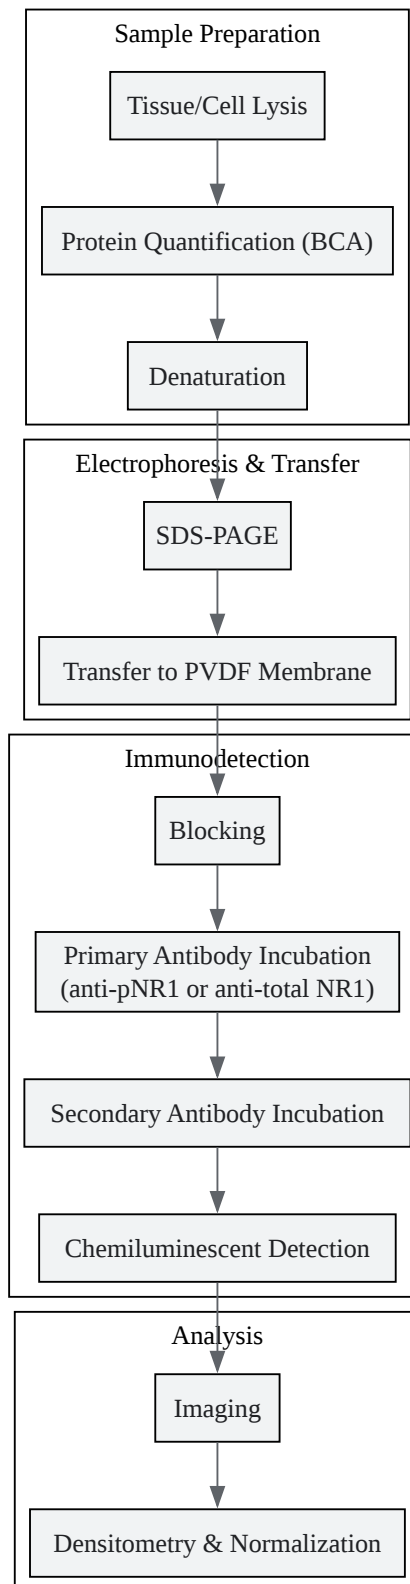 Sample Preparation
Tissue/Cell Lysis
Protein Quantification (BCA)
Denaturation
Electrophoresis & Transfer
SDS-PAGE
Transfer to PVDF Membrane
Immunodetection
Blocking
Primary Antibody Incubation
(anti-pNR1 or anti-total NR1)
Secondary Antibody Incubation
Chemiluminescent Detection
Analysis
Imaging
Densitometry & Normalization